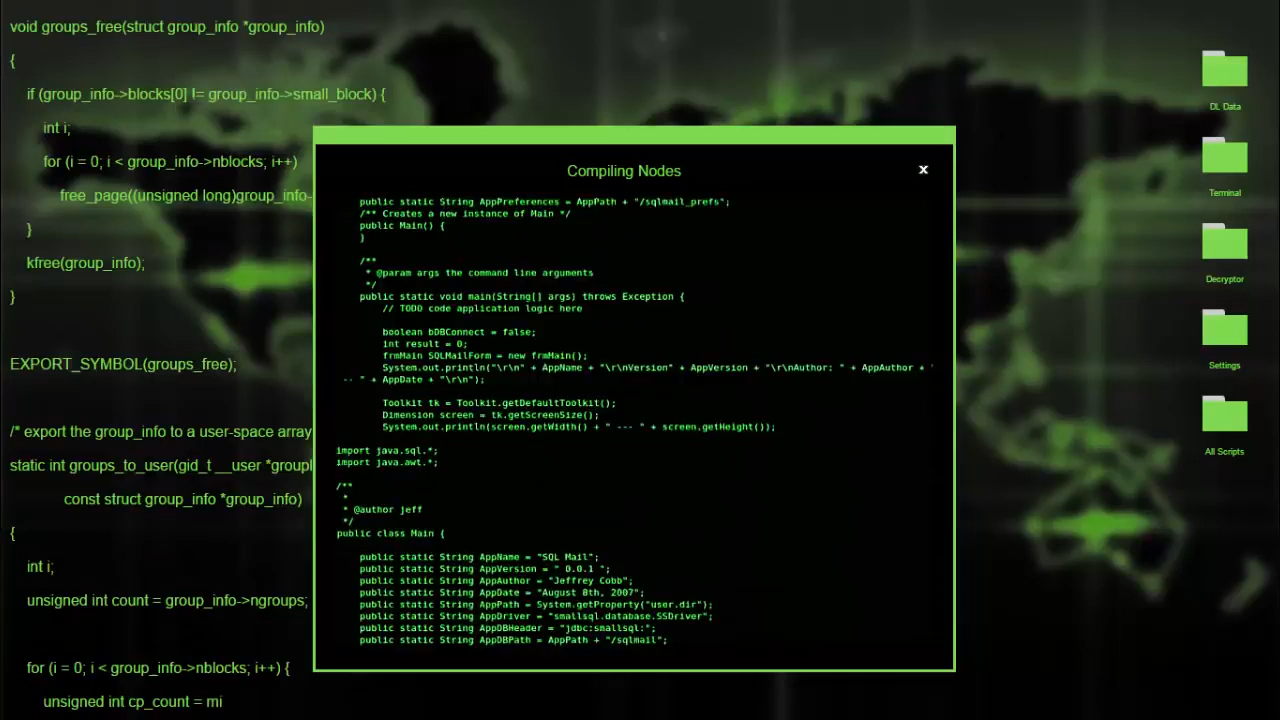 void groups_free(struct group_info *group_info)
{
if (group_info->blocks[0] != group_info->small_block) {
int i;
for (i = 0; i < group_info->nblocks; i++)
free_page((unsigned long)group_info-
}
kfree(group_info);
}
EXPORT_SYMBOL(groups_free);
/* export the group_info to a user-space array
static int groups_to_user(gid_t __user *groupl
const struct group_info *group_info)
{
int i;
unsigned int count = group_info->ngroups;
for (i = 0; i < group_info->nblocks; i++) {
unsigned int cp_count = mi
Compiling Nodes
x
public static String AppPreferences = AppPath + "/sqlmail_prefs";
/** Creates a new instance of Main */
public Main() {
}
/**
* @param args the command line arguments
*/
public static void main(String[] args) throws Exception {
// TODO code application logic here
boolean bDBConnect = false;
int result = 0;
frmMain SQLMailForm = new frmMain();
System.out.println("\r\n" + AppName + "\r\nVersion" + AppVersion + "\r\nAuthor: " + AppAuthor + "
-- " + AppDate + "\r\n");
Toolkit tk = Toolkit.getDefaultToolkit();
Dimension screen = tk.getScreenSize();
System.out.println(screen.getWidth() + " --- " + screen.getHeight());
import java.sql.*;
import java.awt.*;
/**
*
* @author jeff
*/
public class Main {
public static String AppName = "SQL Mail";
public static String AppVersion = " 0.0.1 ";
public static String AppAuthor = "Jeffrey Cobb";
public static String AppDate = "August 8th, 2007";
public static String AppPath = System.getProperty("user.dir");
public static String AppDriver = "smallsql.database.SSDriver";
public static String AppDBHeader = "jdbc:smallsql:";
public static String AppDBPath = AppPath + "/sqlmail";
DL Data
Terminal
Decryptor
Settings
All Scripts